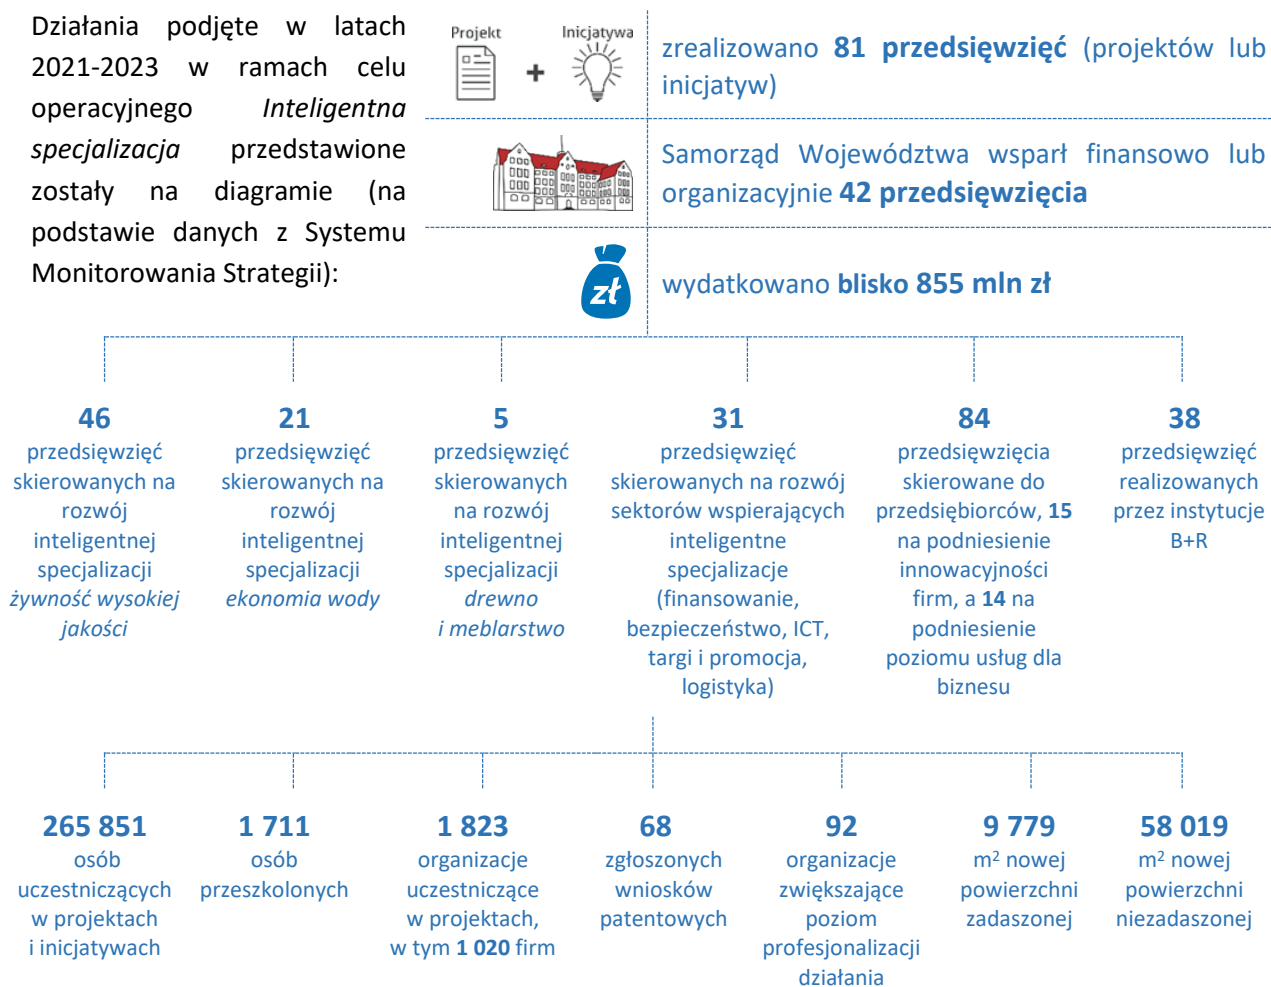 Działania podjęte w latach
2021-2023 w ramach celu
operacyjnego Inteligentna
specjalizacja przedstawione
zostały na diagramie (na
podstawie danych z Systemu
Monitorowania Strategii):
Projekt
+
Inicjatywa
zrealizowano 81 przedsięwzięć (projektów lub
inicjatyw)
Samorząd Województwa wsparł finansowo lub
organizacyjnie 42 przedsięwzięcia
zł
wydatkowano blisko 855 mln zł
46
przedsięwzięć
skierowanych na
rozwój
inteligentnej
specjalizacji
żywność wysokiej
jakości
21
przedsięwzięć
skierowanych na
rozwój
inteligentnej
specjalizacji
ekonomia wody
5
przedsięwzięć
skierowanych
na rozwój
inteligentnej
specjalizacji
drewno
i meblarstwo
31
przedsięwzięć
skierowanych na rozwój
sektorów wspierających
inteligentne
specjalizacje
(finansowanie,
bezpieczeństwo, ICT,
targi i promocja,
logistyka)
84
przedsięwzięcia
skierowane do
przedsiębiorców, 15
na podniesienie
innowacyjności
firm, a 14 na
podniesienie
poziomu usług dla
biznesu
38
przedsięwzięć
realizowanych
przez instytucje
B+R
265 851
osób
uczestniczących
w projektach
i inicjatywach
1 711
osób
przeszkolonych
1 823
organizacje
uczestniczące
w projektach,
w tym 1 020 firm
68
zgłoszonych
wniosków
patentowych
92
organizacje
zwiększające
poziom
profesjonalizacji
działania
9 779
m² nowej
powierzchni
zadaszonej
58 019
m² nowej
powierzchni
niezadaszonej